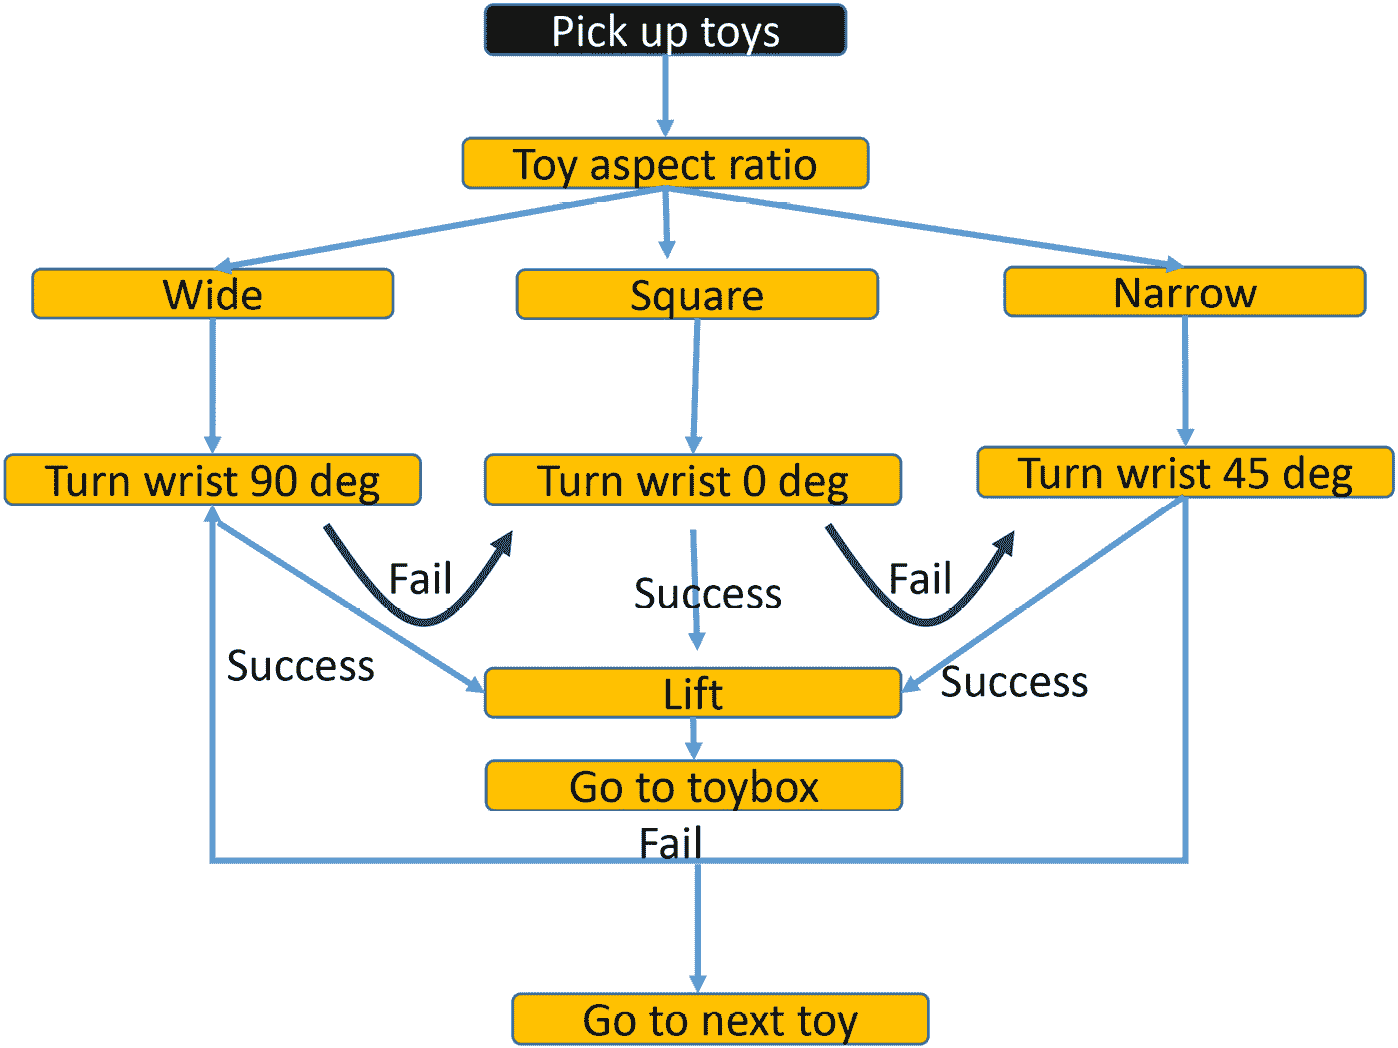 Pick up toys
Toy aspect ratio
Wide
Square
Narrow
Turn wrist 90 deg
Turn wrist 0 deg
Turn wrist 45 deg
Fail
Success
Fail
Success
Success
Lift
Go to toybox
Fail
Go to next toy